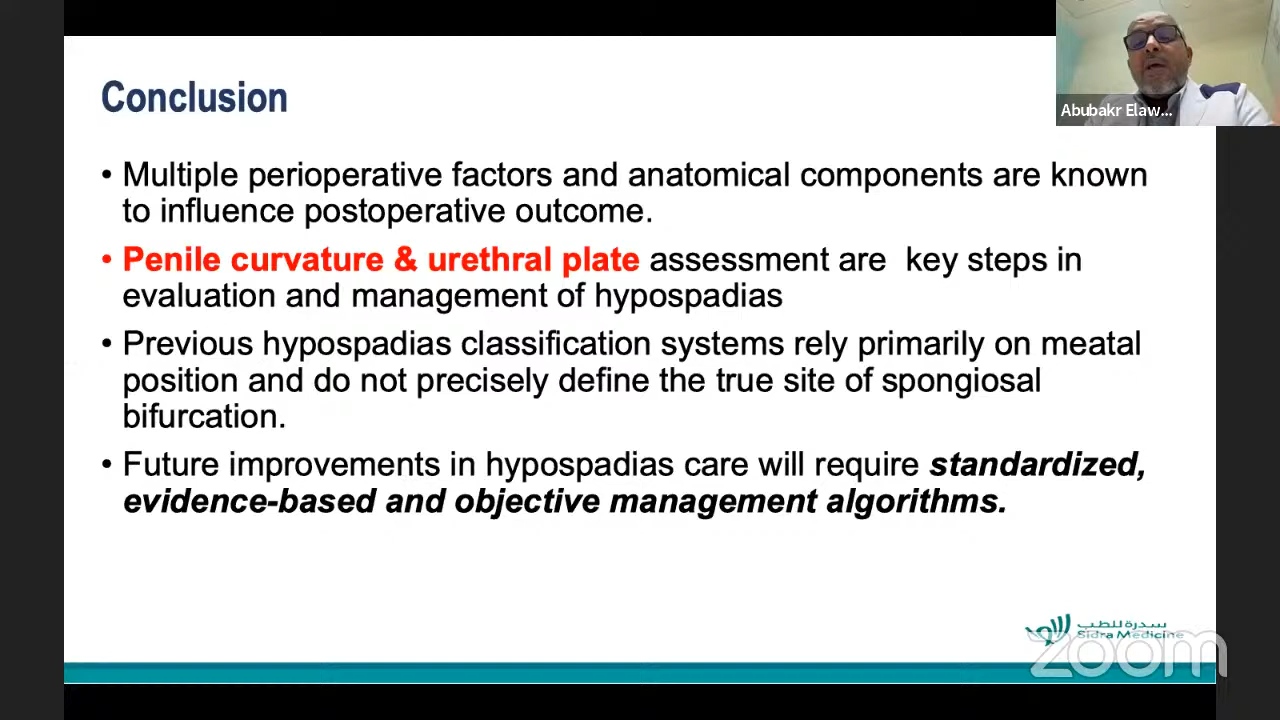 Abubakr Elaw...
Conclusion
• Multiple perioperative factors and anatomical components are known
to influence postoperative outcome.
• Penile curvature & urethral plate assessment are key steps in
evaluation and management of hypospadias
• Previous hypospadias classification systems rely primarily on meatal
position and do not precisely define the true site of spongiosal
bifurcation.
• Future improvements in hypospadias care will require standardized,
evidence-based and objective management algorithms.
سدرة للطب
Sidra Medicine
zoom